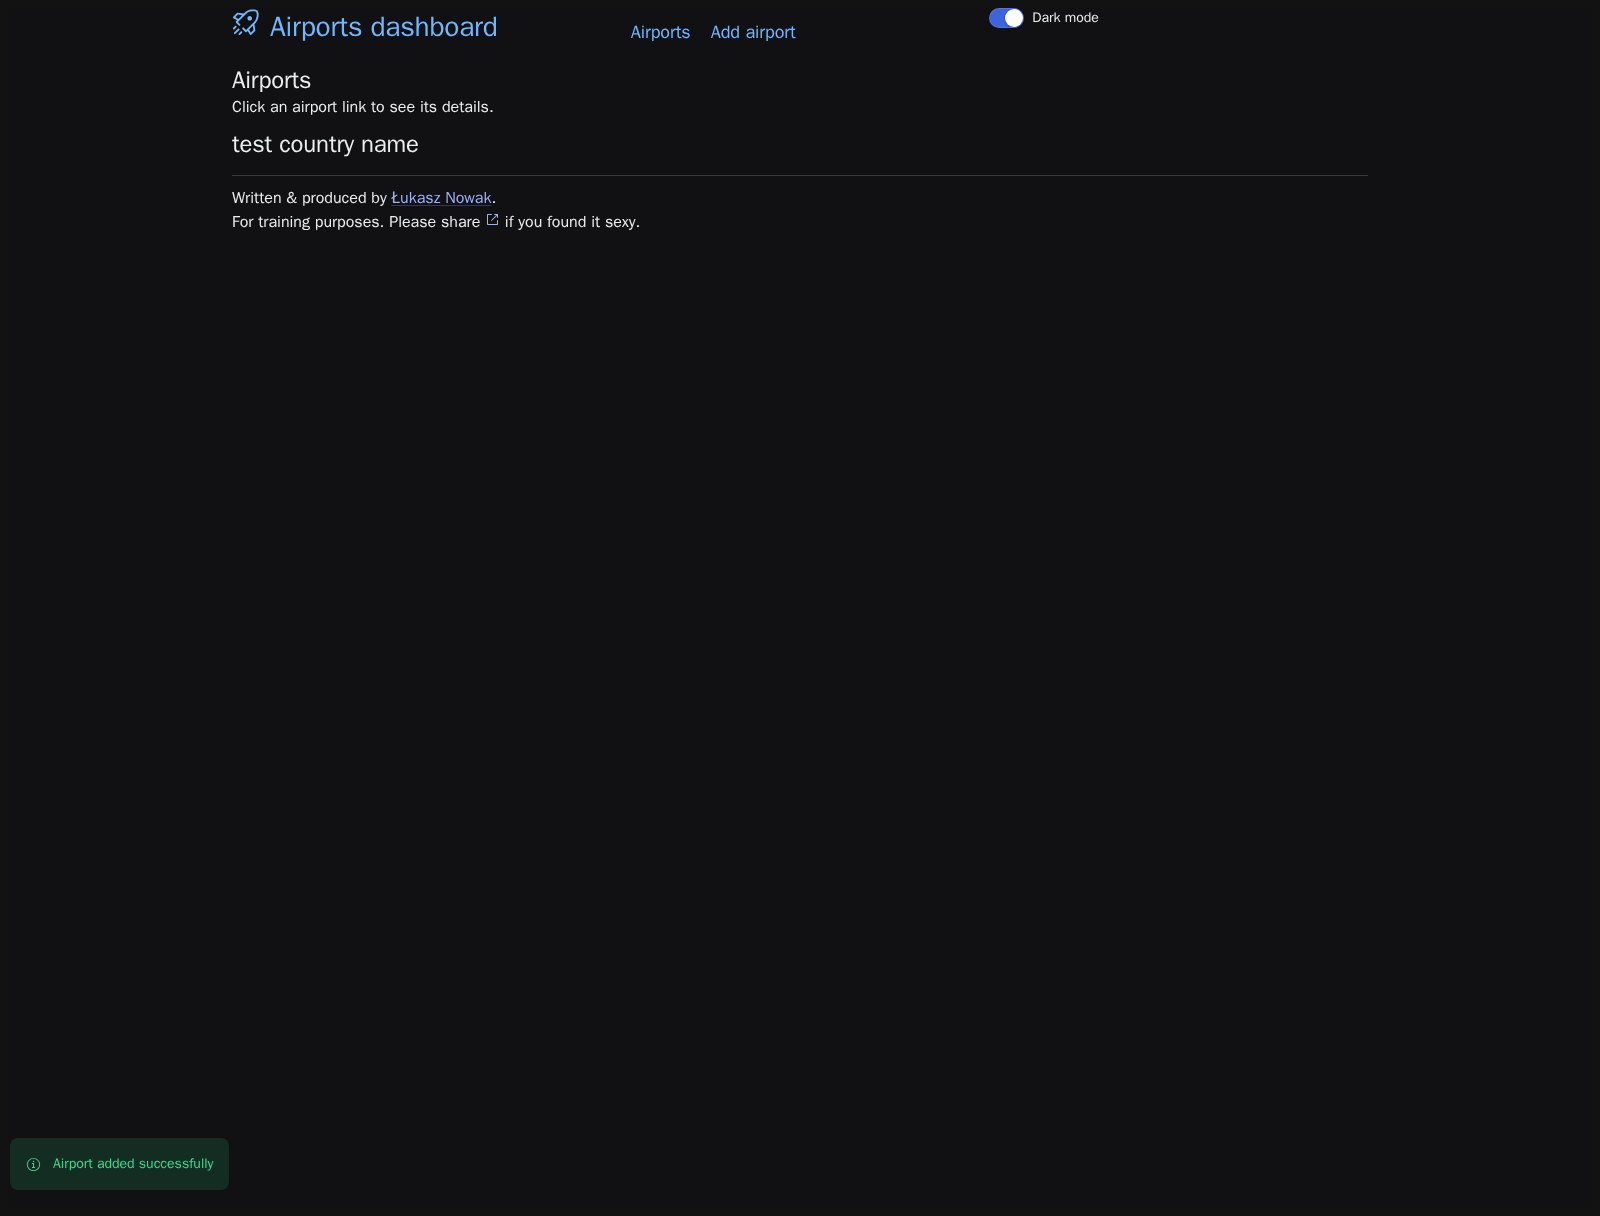 Airports dashboard
Airports
Add airport
Dark mode
Airports
Click an airport link to see its details.
test country name
Written & produced by Łukasz Nowak.
For training purposes. Please share if you found it sexy.
Airport added successfully